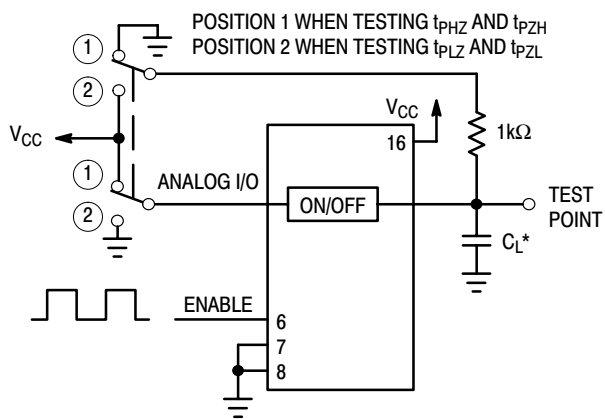 POSITION 1 WHEN TESTING tPHZ AND tPZH
POSITION 2 WHEN TESTING tPLZ AND tPZL
1
2
VCC
VCC
16
1kΩ
1
2
ANALOG I/O
ON/OFF
TEST
POINT
CL*
ENABLE
6
7
8